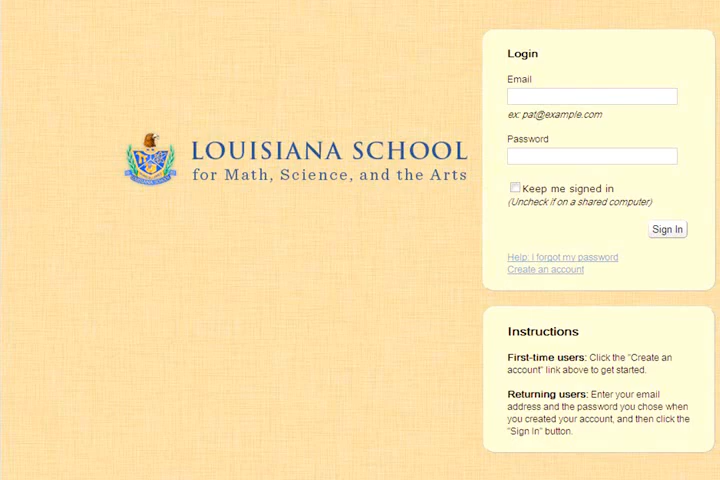 LOUISIANA SCHOOL
for Math, Science, and the Arts
Login
Email
ex: pat@example.com
Password
Keep me signed in
(Uncheck if on a shared computer)
Sign In
Help: i forgot my password
Create an account
Instructions
First-time users: Click the "Create an
account" link above to get started.
Returning users: Enter your email
address and the password you chose when
you created your account, and then click the
"Sign In" button.